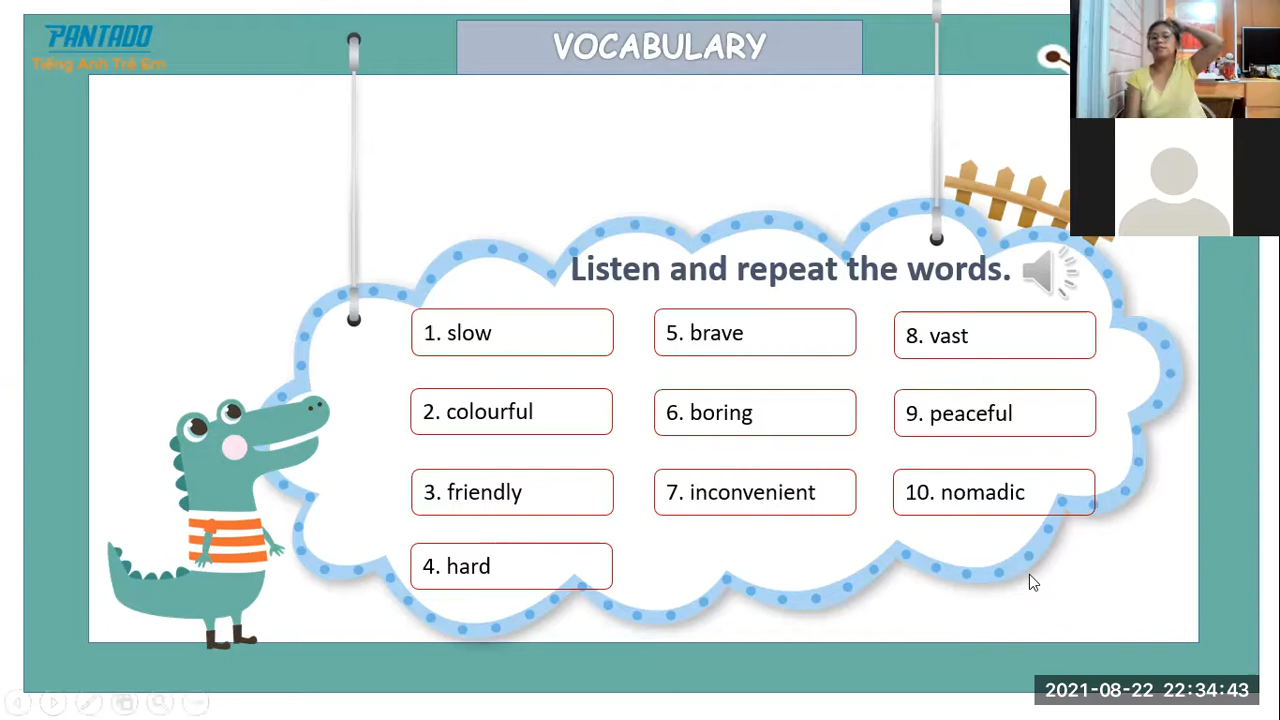 PANTADO
Tiếng Anh Trẻ Em
VOCABULARY
Listen and repeat the words.
1. slow
2. colourful
3. friendly
4. hard
5. brave
6. boring
7. inconvenient
8. vast
9. peaceful
10. nomadic
2021-08-22 22:34:43